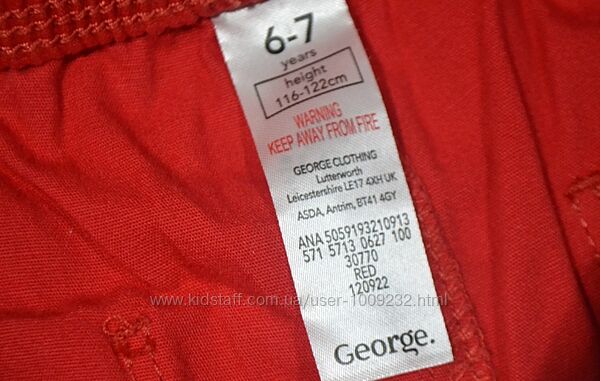 6-7
years
height
116-122cm
WARNING
KEEP AWAY FROM FIRE
GEORGE CLOTHING
Lutterworth
Leicestershire LE17 4XH UK
ASDA, Antrim, BT41 4GY
ANA 5059193210913
571 5713 0627 100
30770
RED
120922
www.kidstaff.com.ua/user-1009232.html
George.